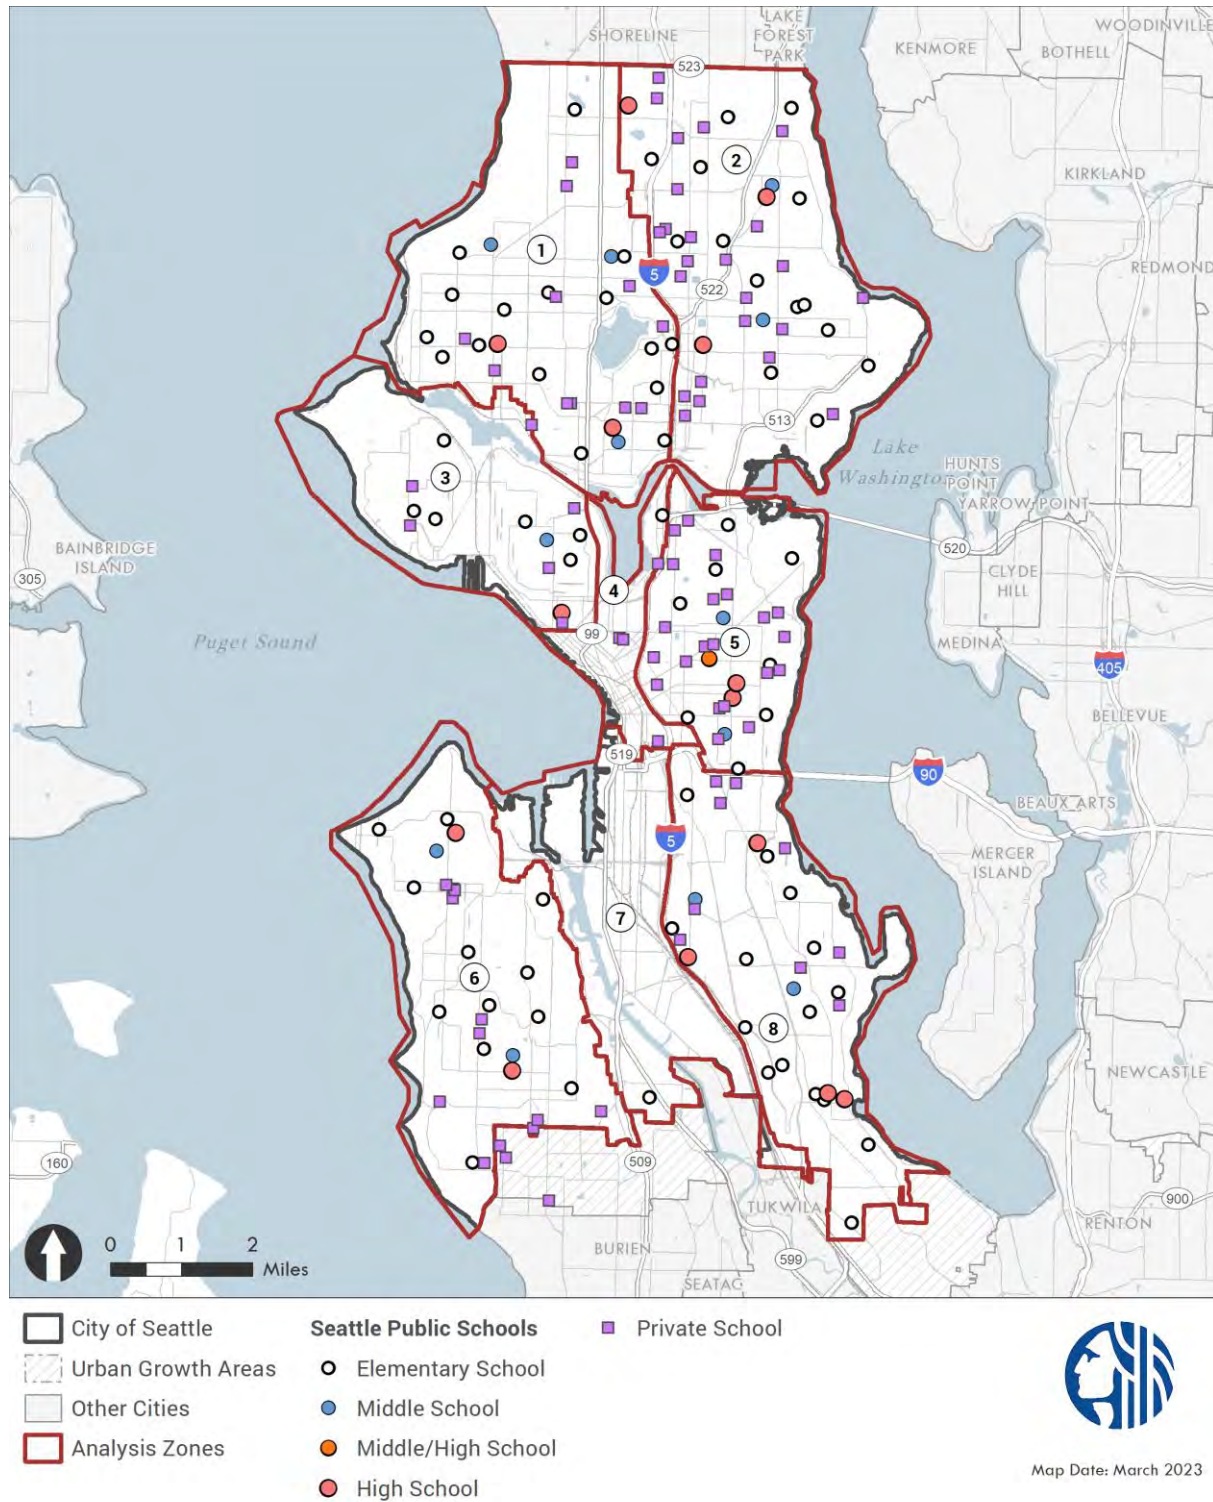 SHORELINE
LAKE
FOREST
PARK
KENMORE
BOTHELL
WOODINVILLE
523
2
KIRKLAND
1
5
522
REDMOND
513
Lake
Washington
3
HUNTS
POINT
YARROW POINT
520
BAINBRIDGE
ISLAND
305
CLYDE
HILL
4
99
5
Puget Sound
MEDINA
405
BELLEVUE
519
90
BEAUX ARTS
5
MERCER
ISLAND
7
6
8
NEWCASTLE
160
509
TUKWILA
900
RENTON
BURIEN
599
SEATAC
0 1 2
Miles
City of Seattle
Urban Growth Areas
Other Cities
Analysis Zones
Seattle Public Schools
Elementary School
Middle School
Middle/High School
High School
Private School
Map Date: March 2023